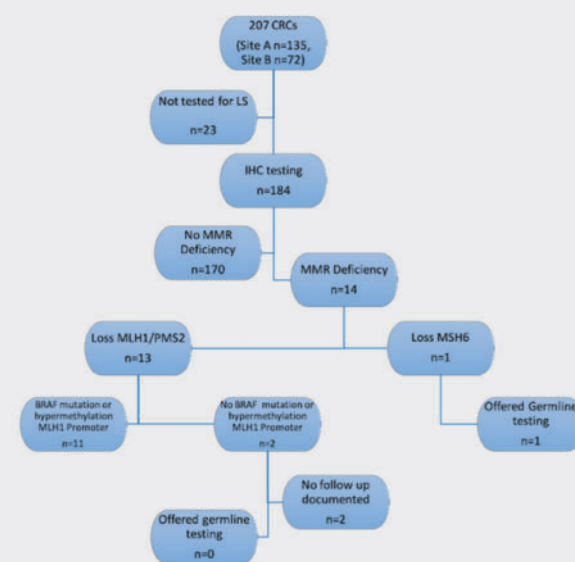 207 CRCs
(Site A n=135,
Site B n=72)
Not tested for LS
n=23
IHC testing
n=184
No MMR
Deficiency
n=170
MMR Deficiency
n=14
Loss MLH1/PMS2
n=13
Loss MSH6
n=1
BRAF mutation or
hypermethylation
MLH1 Promoter
n=11
No BRAF mutation or
hypermethylation
MLH1 Promoter
n=2
Offered Germline
testing
n=1
No follow up
documented
n=2
Offered germline
testing
n=0